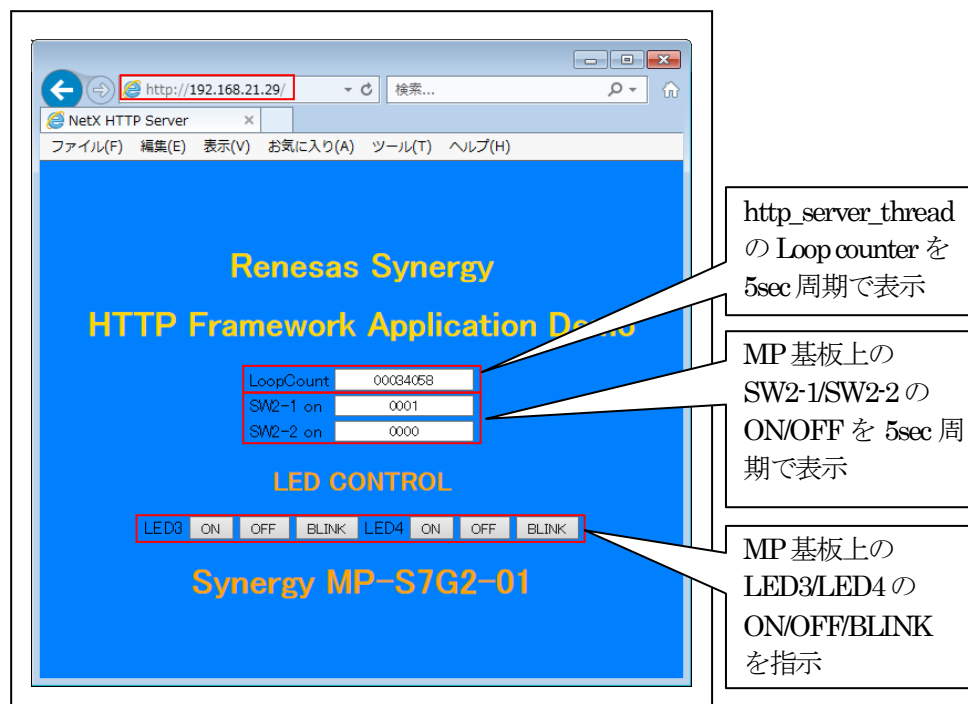 http://192.168.21.29/
検索...
NetX HTTP Server
ファイル(F) 編集(E) 表示(V) お気に入り(A) ツール(T) ヘルプ(H)
Renesas Synergy
HTTP Framework Application Demo
LoopCount 00034058
SW2-1 on 0001
SW2-2 on 0000
LED CONTROL
LED3 ON OFF BLINK LED4 ON OFF BLINK
Synergy MP-S7G2-01
http_server_thread
の Loop counter を
5sec 周期で表示
MP 基板上の
SW2-1/SW2-2 の
ON/OFF を 5sec 周
期で表示
MP 基板上の
LED3/LED4 の
ON/OFF/BLINK
を指示